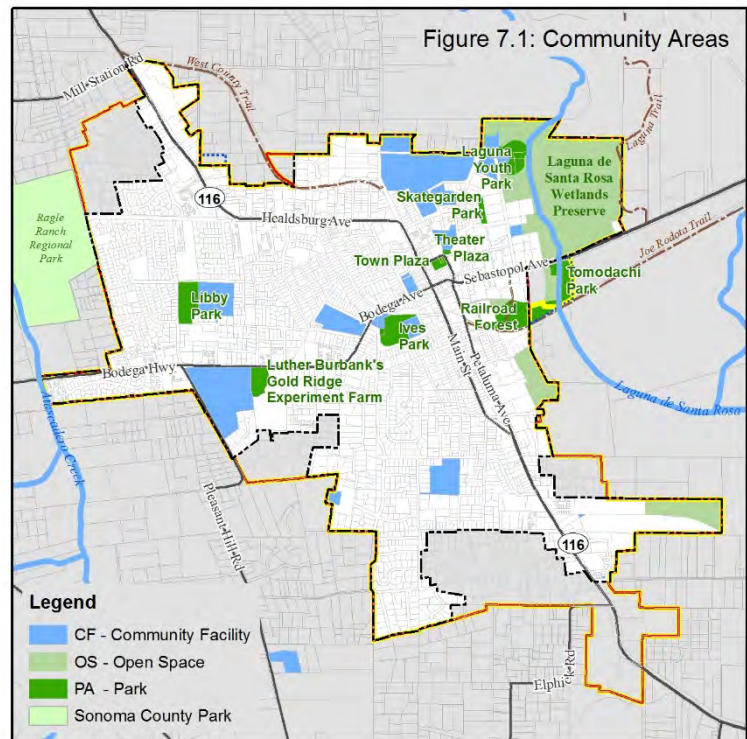 Figure 7.1: Community Areas
Mill Station Rd
West County Trail
Laguna Trail
Laguna
Youth
Park
Laguna de
Santa Rosa
Wetlands
Preserve
116
Skategarden
Park
Healdsburg Ave
Ragle
Ranch
Regional
Park
Theater
Plaza
Town Plaza
Sebastopol Ave
Joe Rodota Trail
Tomodachi
Park
Libby
Park
Bodega Ave
Railroad
Forest
Ives
Park
Main St
Petaluma Ave
Bodega Hwy
Luther Burbank's
Gold Ridge
Experiment Farm
Laguna de Santa Rosa
Atascadero Creek
Pleasant Hill Rd
116
Elphick Rd
Legend
CF - Community Facility
OS - Open Space
PA - Park
Sonoma County Park